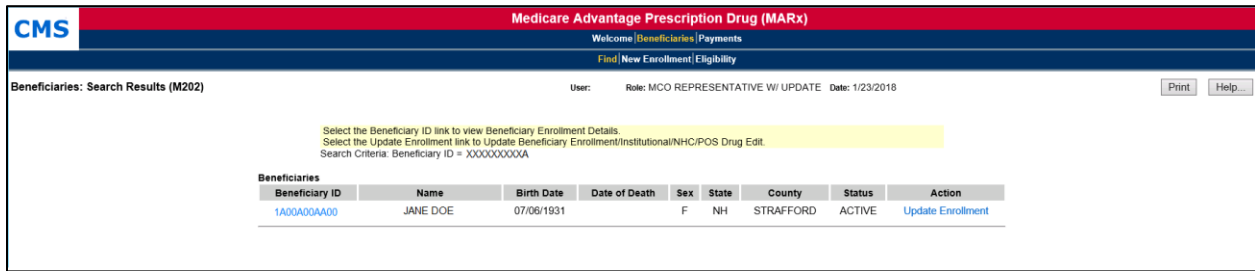 CMS
Medicare Advantage Prescription Drug (MARx)
Welcome|Beneficiaries|Payments
Find|New Enrollment|Eligibility
Beneficiaries: Search Results (M202) User: Role: MCO REPRESENTATIVE W/ UPDATE Date: 1/23/2018 Print Help...
Select the Beneficiary ID link to view Beneficiary Enrollment Details.
Select the Update Enrollment link to Update Beneficiary Enrollment/Institutional/NHC/POS Drug Edit.
Search Criteria: Beneficiary ID = XXXXXXXXXA
Beneficiaries
Beneficiary ID Name Birth Date Date of Death Sex State County Status Action
1A00A00AA00 JANE DOE 07/06/1931 F NH STRAFFORD ACTIVE Update Enrollment